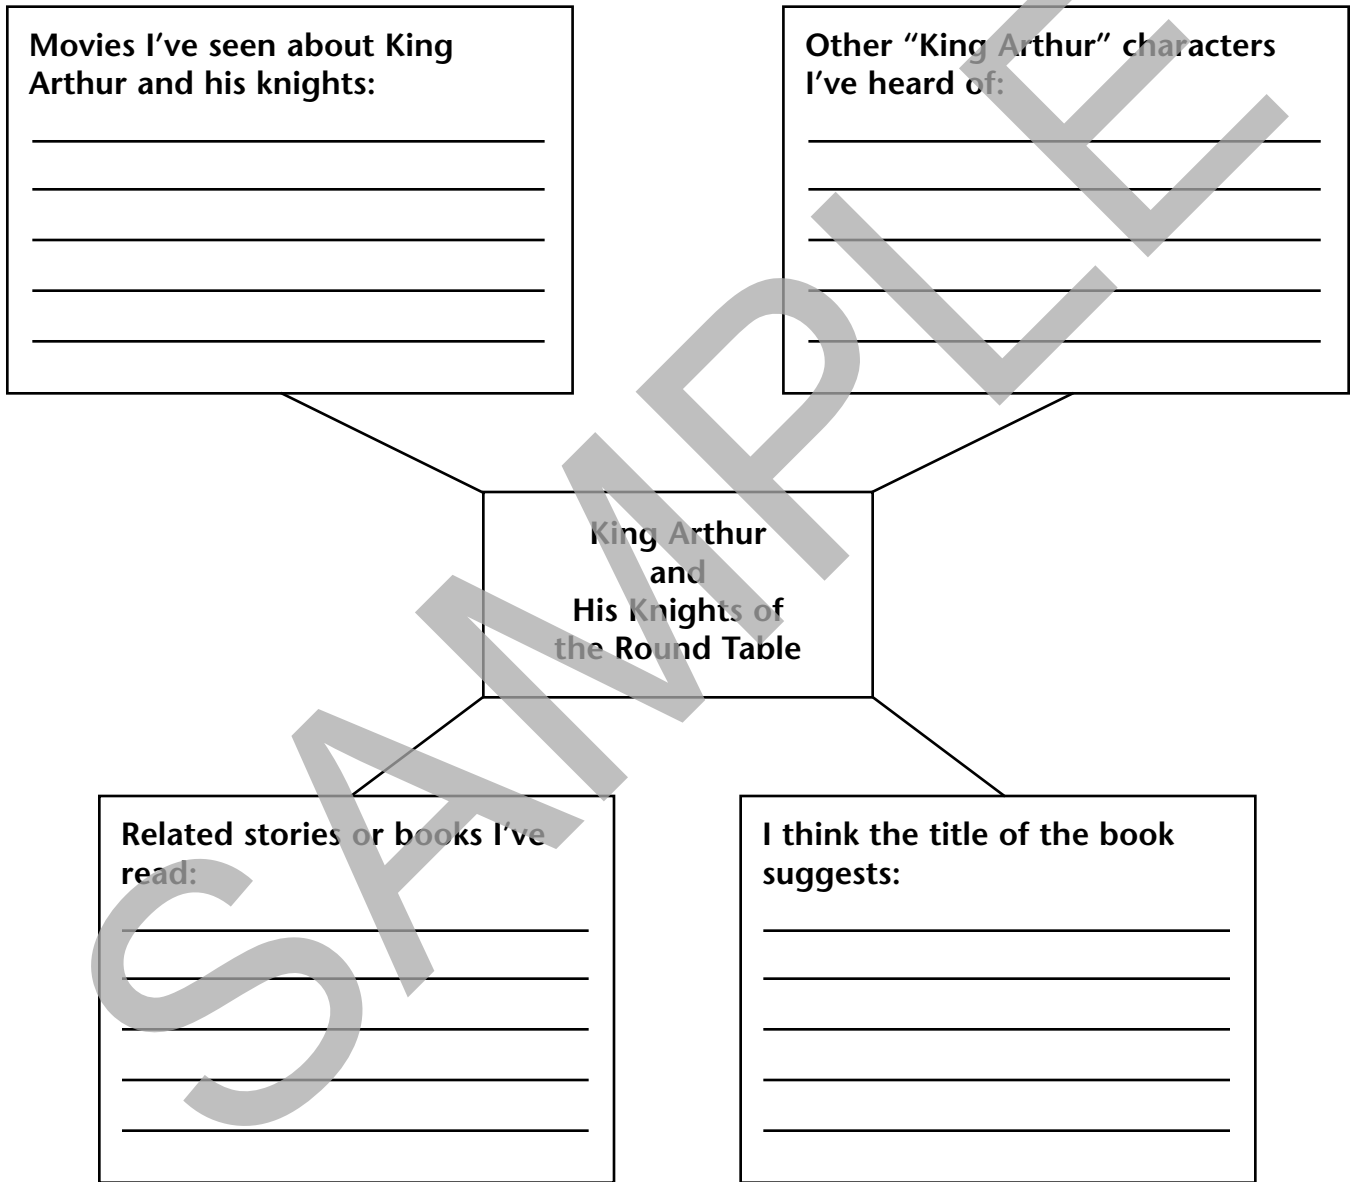 Movies I've seen about King
Arthur and his knights:
Other “King Arthur” characters
I've heard of:
King Arthur
and
His Knights of
the Round Table
Related stories or books I've
read:
I think the title of the book
suggests:
SAMPLE